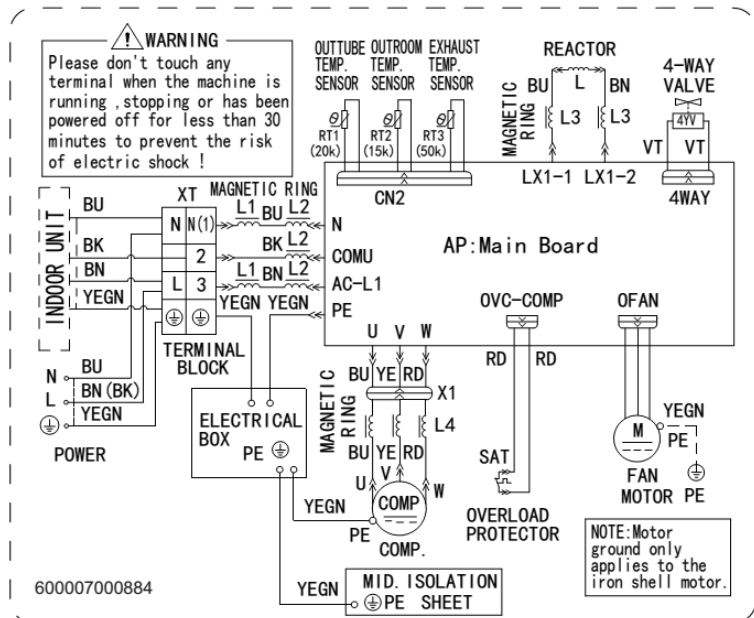 WARNING
Please don't touch any
terminal when the machine is
running ,stopping or has been
powered off for less than 30
minutes to prevent the risk
of electric shock !
OUTTUBE OUTROOM EXHAUST
TEMP. TEMP. TEMP.
SENSOR SENSOR SENSOR
RT1 RT2 RT3
(20k) (15k) (50k)
CN2
REACTOR
BU L BN
MAGNETIC RING
L3 L3
LX1-1 LX1-2
4-WAY
VALVE
4YV
VT VT
4WAY
INDOOR UNIT
BU
BK
BN
YEGN
XT
N N(1)
2
L 3
TERMINAL
BLOCK
MAGNETIC RING
L1 BU L2
BK L2
L1 BN L2
YEGN YEGN
N
COMU
AC-L1
PE
AP:Main Board
OVC-COMP
OFAN
U V W
N BU
L BN(BK)
YEGN
POWER
ELECTRICAL
BOX
PE
MAGNETIC RING
BU YE RD
X1
L4
BU YE RD
U V W
COMP
COMP.
PE
YEGN
RD RD
SAT
OVERLOAD
PROTECTOR
M
YEGN
PE
FAN
MOTOR PE
NOTE:Motor
ground only
applies to the
iron shell motor.
YEGN
MID. ISOLATION
PE SHEET
600007000884